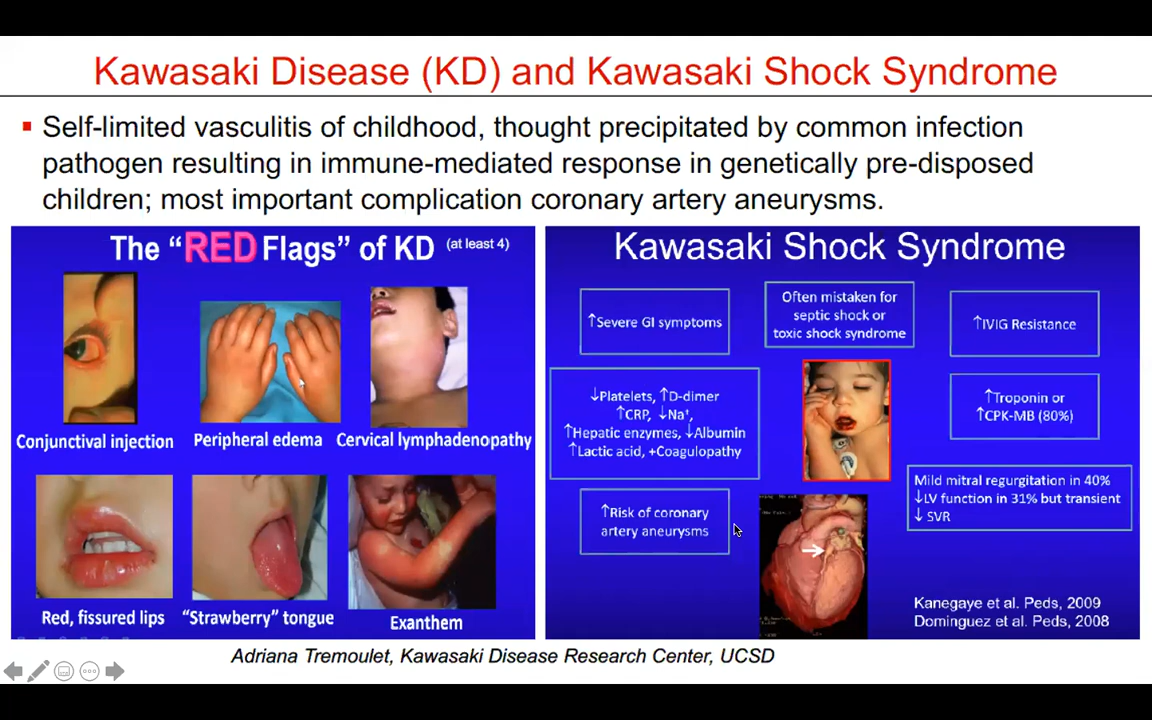 Kawasaki Disease (KD) and Kawasaki Shock Syndrome
▪ Self-limited vasculitis of childhood, thought precipitated by common infection
pathogen resulting in immune-mediated response in genetically pre-disposed
children; most important complication coronary artery aneurysms.
The “RED Flags” of KD (at least 4)
Conjunctival injection
Peripheral edema
Cervical lymphadenopathy
Red, fissured lips
“Strawberry” tongue
Exanthem
Kawasaki Shock Syndrome
↑Severe GI symptoms
Often mistaken for
septic shock or
toxic shock syndrome
↑IVIG Resistance
↓Platelets, ↑D-dimer
↑CRP, ↓Na⁺,
↑Hepatic enzymes, ↓Albumin
↑Lactic acid, +Coagulopathy
↑Troponin or
↑CPK-MB (80%)
↑Risk of coronary
artery aneurysms
Mild mitral regurgitation in 40%
↓LV function in 31% but transient
↓ SVR
Kanegaye et al. Peds, 2009
Dominguez et al. Peds, 2008
Adriana Tremoulet, Kawasaki Disease Research Center, UCSD